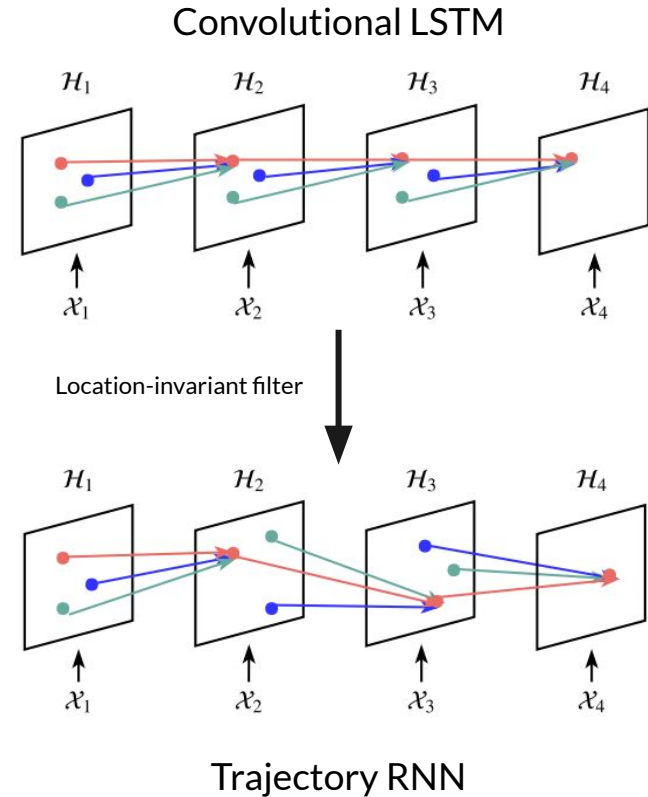 Convolutional LSTM
ℋ₁ ℋ₂ ℋ₃ ℋ₄
𝒳₁ 𝒳₂ 𝒳₃ 𝒳₄
Location-invariant filter
ℋ₁ ℋ₂ ℋ₃ ℋ₄
𝒳₁ 𝒳₂ 𝒳₃ 𝒳₄
Trajectory RNN